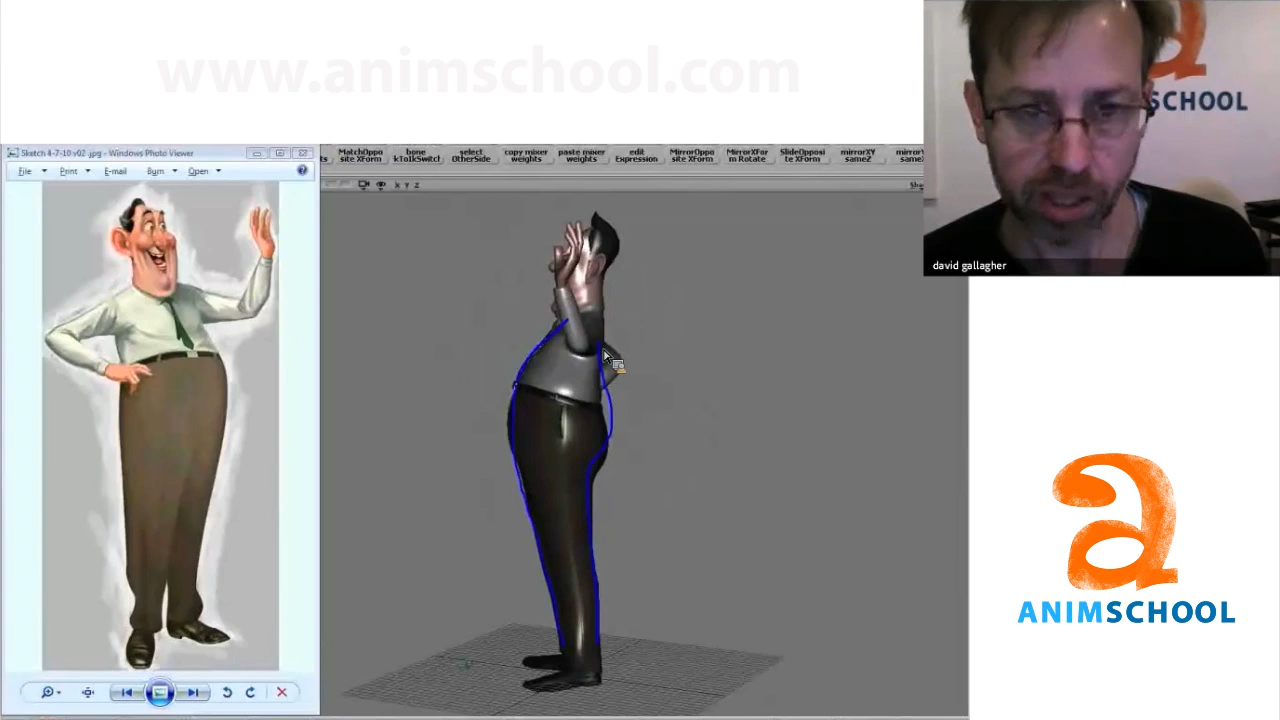 www.animschool.com
Sketch 4-7-10 v02 .jpg - Windows Photo Viewer
File Print E-mail Burn Open
MatchOppo
site XForm
bone
kToIkSwitch
select
OtherSide
copy mixer
weights
paste mixer
weights
edit
Expression
MirrorOppo
site XForm
MirrorXFor
m Rotate
SlideOpposi
te XForm
mirrorXY
sameZ
X Y Z
SCHOOL
david gallagher
ANIMSCHOOL